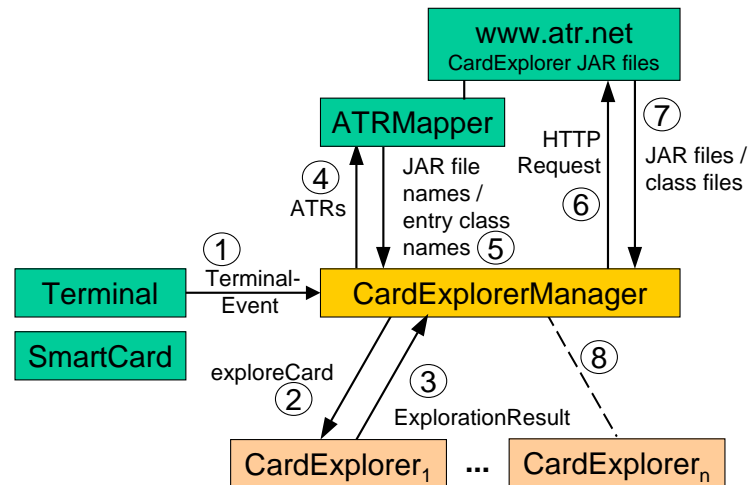 www.atr.net
CardExplorer JAR files
ATRMapper
7
HTTP
Request
JAR files /
class files
4
ATRs
JAR file
names /
entry class
names
5
6
1
Terminal-
Event
Terminal
CardExplorerManager
SmartCard
exploreCard
2
3
8
ExplorationResult
CardExplorer1
...
CardExplorern